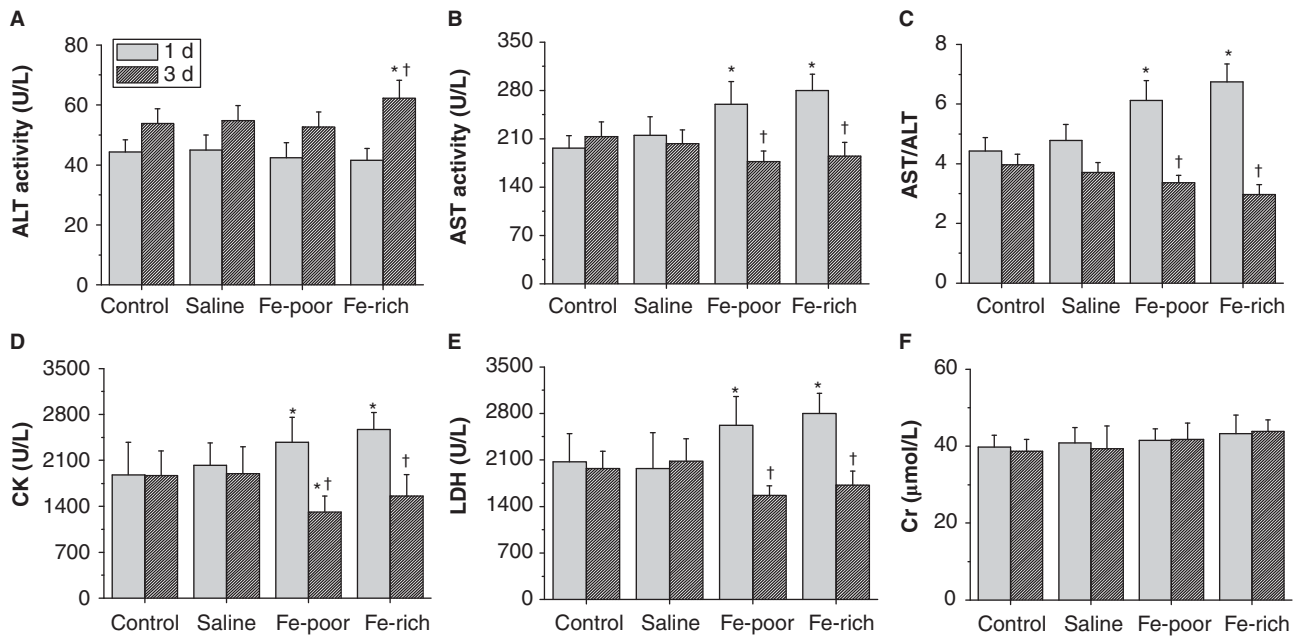 A
ALT activity (U/L)
80
60
40
20
0
1 d
3 d
* †
Control Saline Fe-poor Fe-rich
B
AST activity (U/L)
350
280
210
140
70
0
* *
† †
Control Saline Fe-poor Fe-rich
C
AST/ALT
8
6
4
2
0
* *
† †
Control Saline Fe-poor Fe-rich
D
CK (U/L)
3500
2800
2100
1400
700
0
* *
* † †
Control Saline Fe-poor Fe-rich
E
LDH (U/L)
3500
2800
2100
1400
700
0
* *
† †
Control Saline Fe-poor Fe-rich
F
Cr (μmol/L)
60
40
20
0
Control Saline Fe-poor Fe-rich